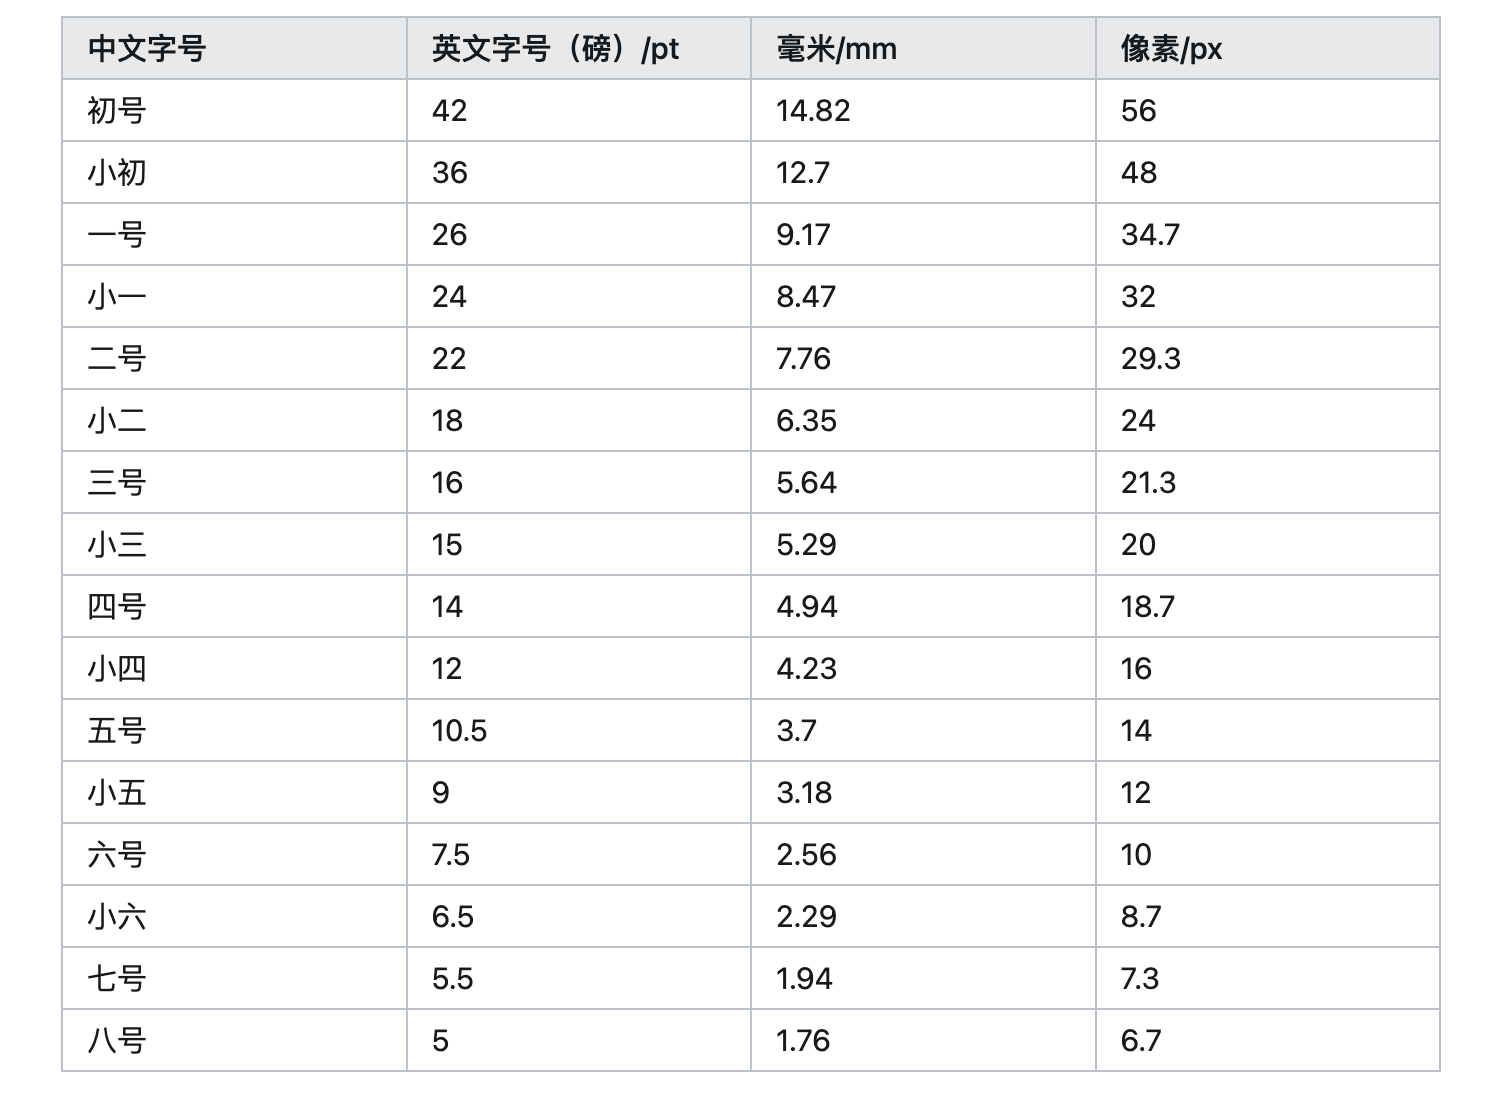 中文字号 英文字号（磅）/pt 毫米/mm 像素/px
初号 42 14.82 56
小初 36 12.7 48
一号 26 9.17 34.7
小一 24 8.47 32
二号 22 7.76 29.3
小二 18 6.35 24
三号 16 5.64 21.3
小三 15 5.29 20
四号 14 4.94 18.7
小四 12 4.23 16
五号 10.5 3.7 14
小五 9 3.18 12
六号 7.5 2.56 10
小六 6.5 2.29 8.7
七号 5.5 1.94 7.3
八号 5 1.76 6.7